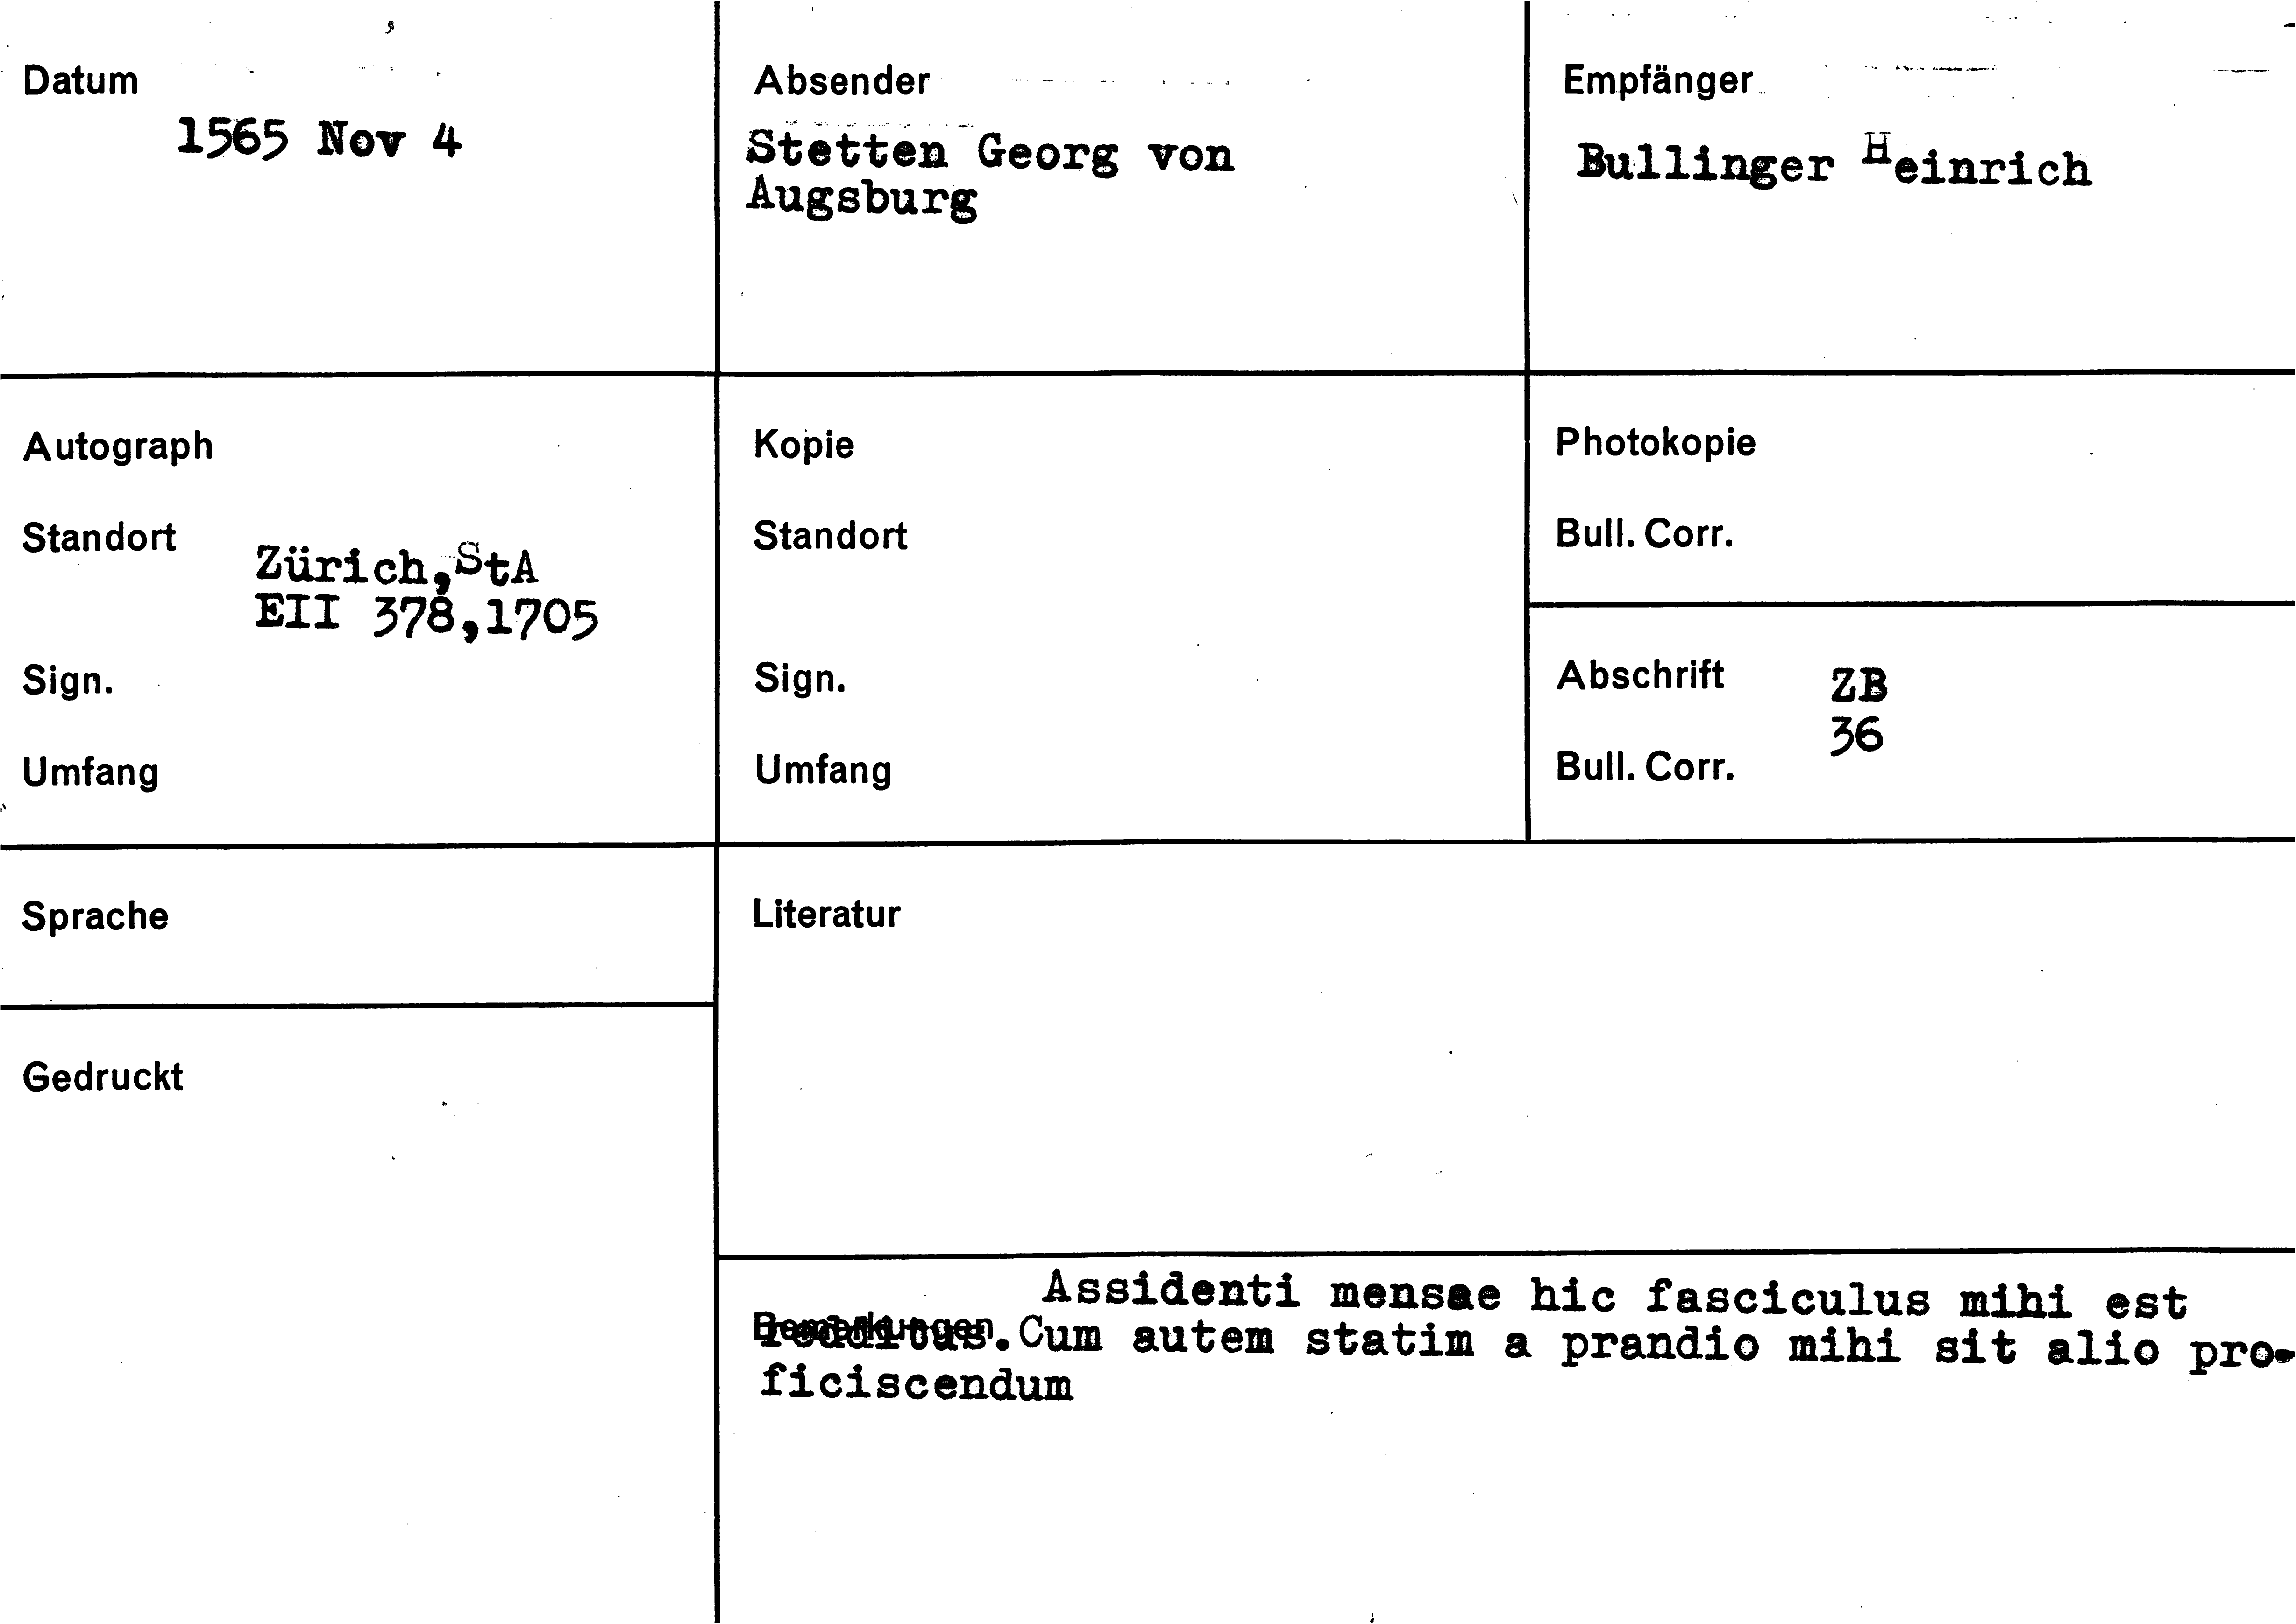 Datum
1565 Nov 4
Absender
Stetten Georg von
Augsburg
Empfänger
Bullinger Heinrich
Autograph
Standort
Zürich,StA
EII 378,1705
Sign.
Umfang
Kopie
Standort
Sign.
Umfang
Photokopie
Bull. Corr.
Abschrift
ZB
36
Bull. Corr.
Sprache
Literatur
Gedruckt
Bemerkungen
Assidenti mensae hic fasciculus mihi est
redditus.Cum autem statim a prandio mihi sit alio pro-
ficiscendum